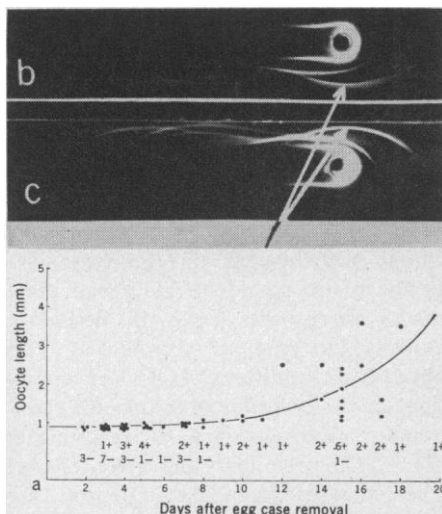 b
c
Oocyte length (mm)
5
4
3
2
1
1+ 3+ 4+ 2+ 1+ 1+ 2+ 1+ 1+ 2+ 6+ 2+ 2+ 1+ 1+
3− 7− 3− 1− 1− 3− 1− 1−
a
2 4 6 8 10 12 14 16 18 20
Days after egg case removal